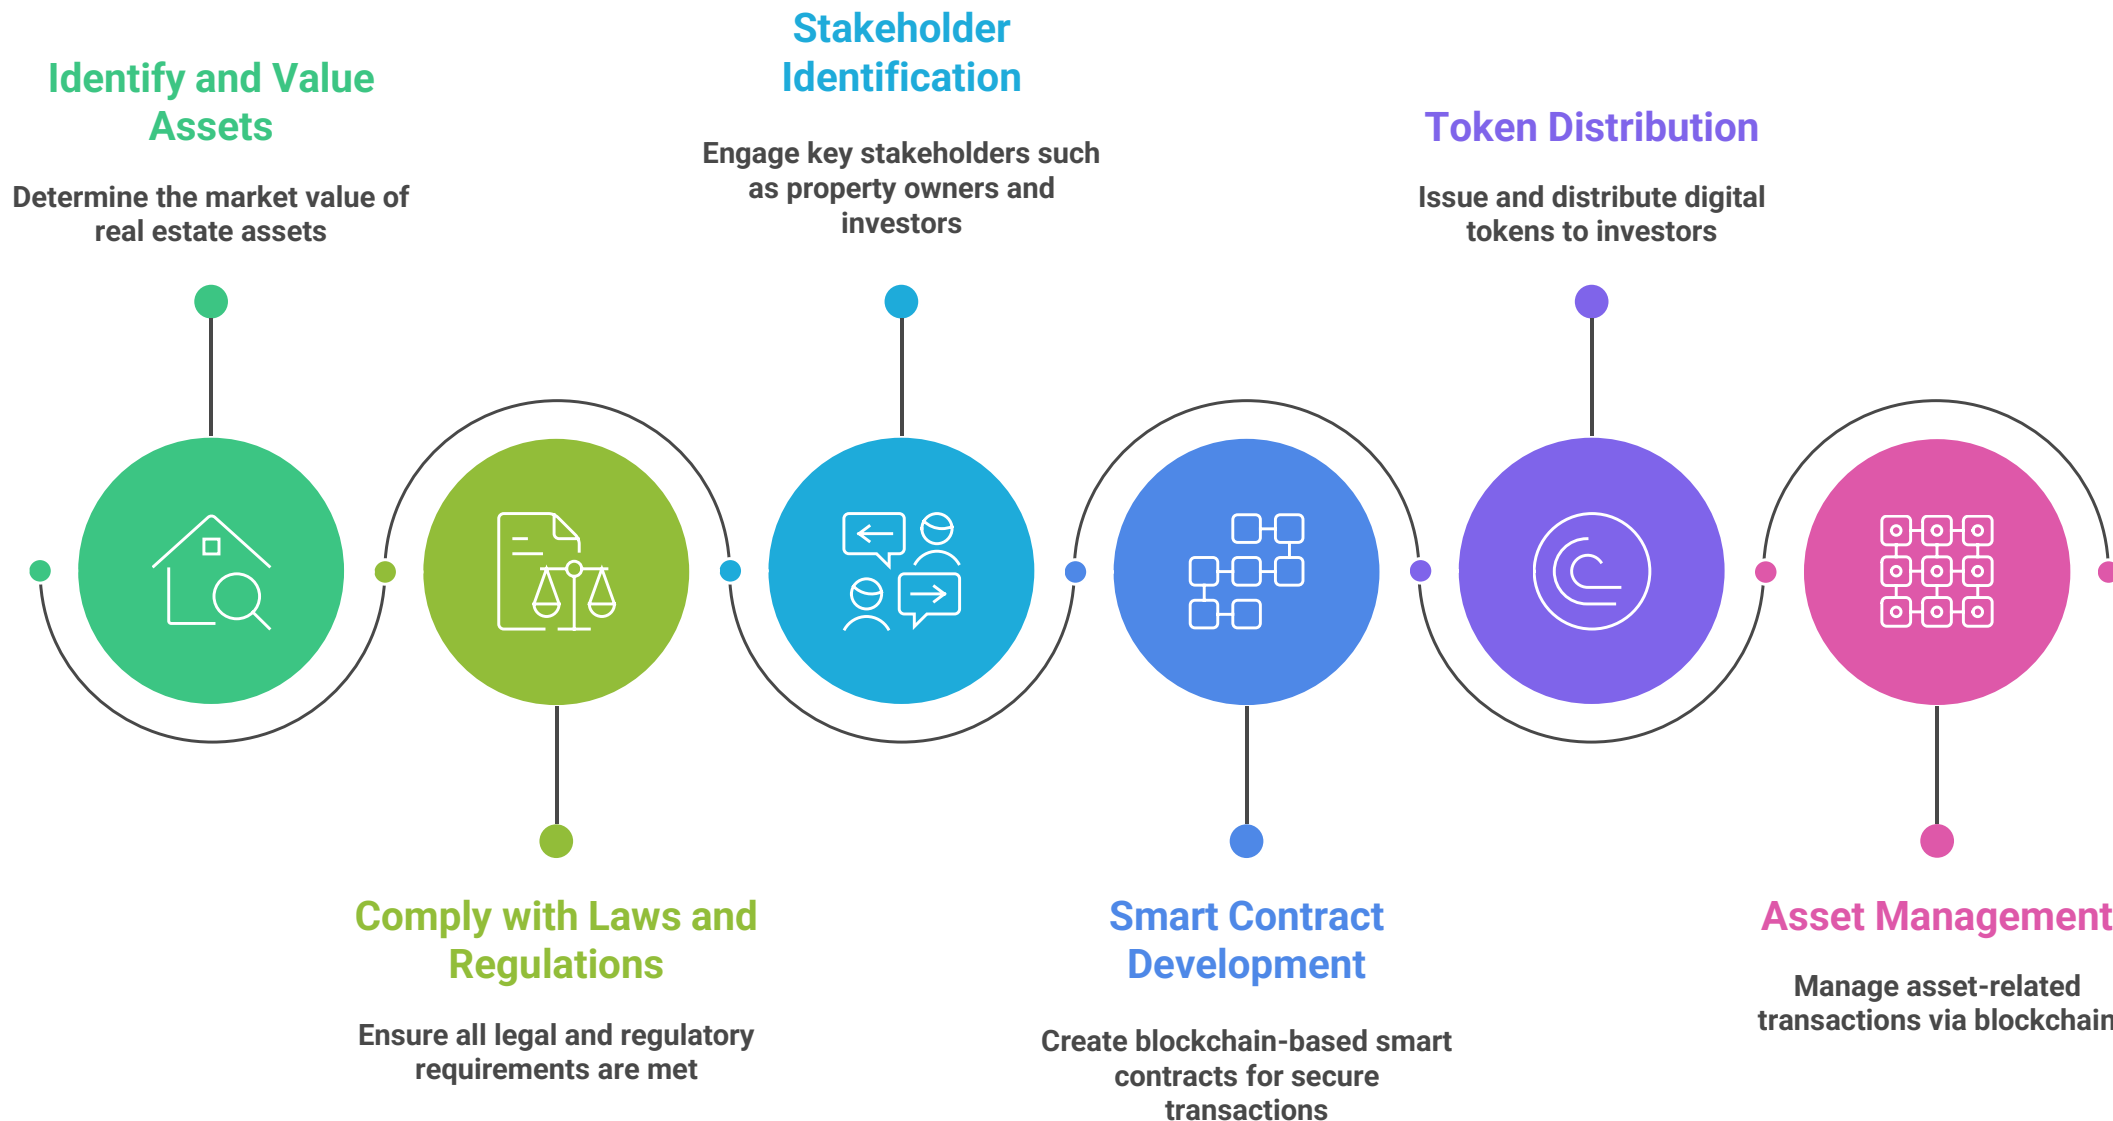 Identify and Value
Assets
Determine the market value of
real estate assets
Comply with Laws and
Regulations
Ensure all legal and regulatory
requirements are met
Stakeholder
Identification
Engage key stakeholders such
as property owners and
investors
Smart Contract
Development
Create blockchain-based smart
contracts for secure
transactions
Token Distribution
Issue and distribute digital
tokens to investors
Asset Management
Manage asset-related
transactions via blockchain